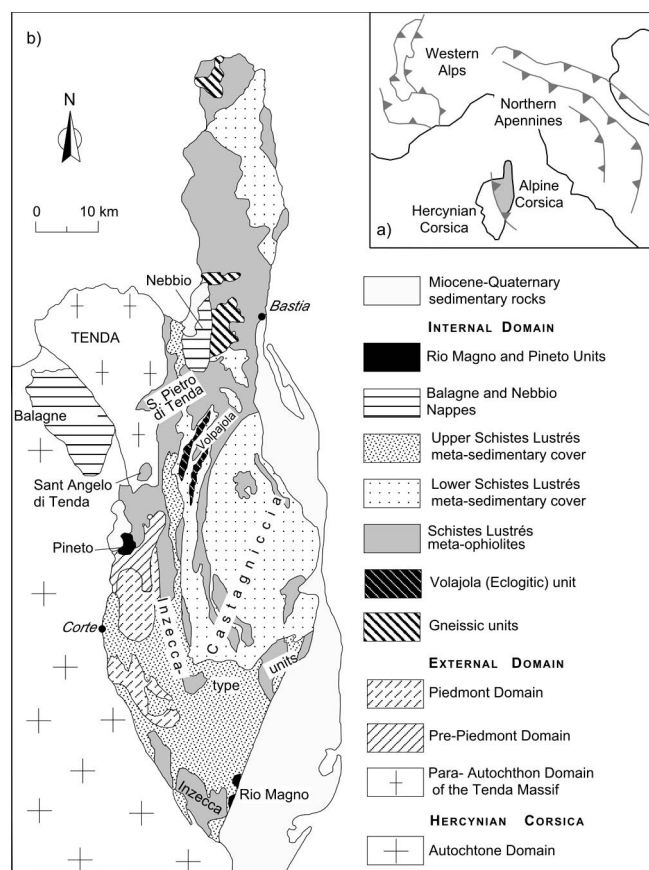 b)
N
0 10 km
Nebbio
Bastia
TENDA
S. Pietro
di Tenda
Balagne
Volpajola
Sant Angelo
di Tenda
Castagniccia
Pineto
Inzecca-
type
units
Corte
Inzecca
Rio Magno
Western
Alps
Northern
Apennines
Alpine
Corsica
Hercynian
Corsica
a)
Miocene-Quaternary
sedimentary rocks
INTERNAL DOMAIN
Rio Magno and Pineto Units
Balagne and Nebbio
Nappes
Upper Schistes Lustrés
meta-sedimentary cover
Lower Schistes Lustrés
meta-sedimentary cover
Schistes Lustrés
meta-ophiolites
Volajola (Eclogitic) unit
Gneissic units
EXTERNAL DOMAIN
Piedmont Domain
Pre-Piedmont Domain
Para- Autochthon Domain
of the Tenda Massif
HERCYNIAN CORSICA
Autochtone Domain